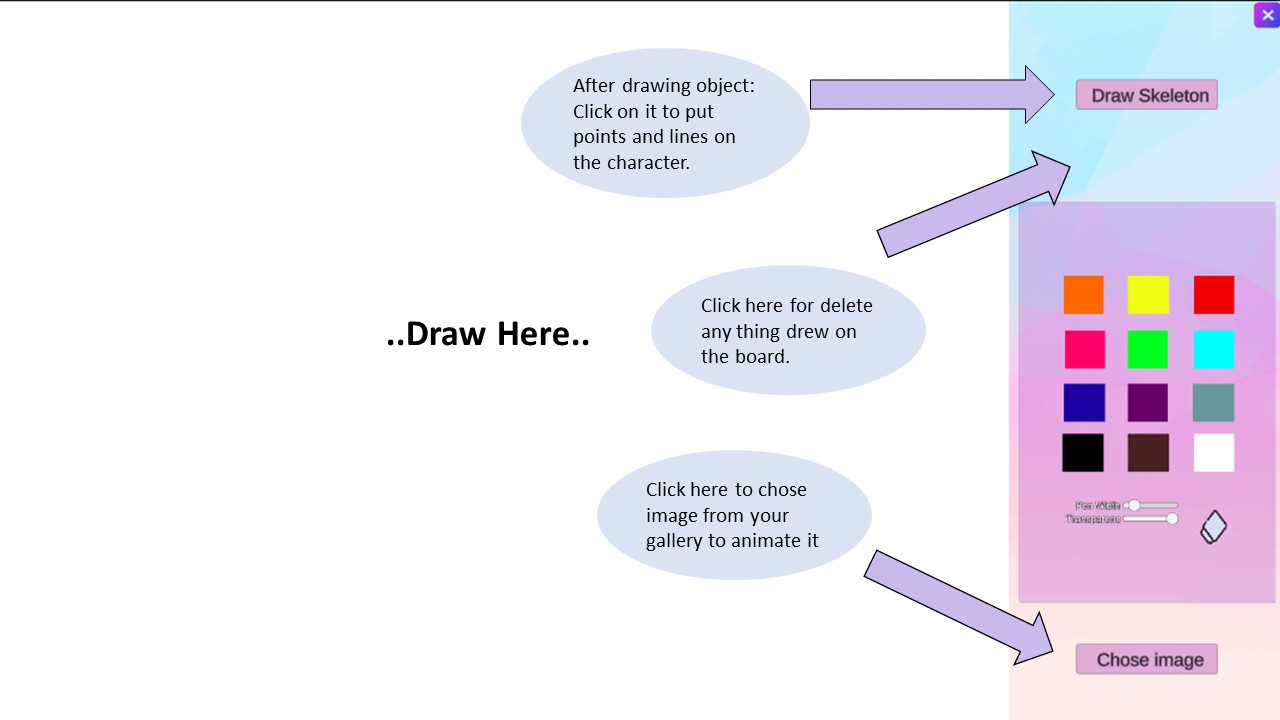 After drawing object:
Click on it to put
points and lines on
the character.
Draw Skeleton
Click here for delete
any thing drew on
the board.
..Draw Here..
Click here to chose
image from your
gallery to animate it
Pen Width
Transparans
Chose image